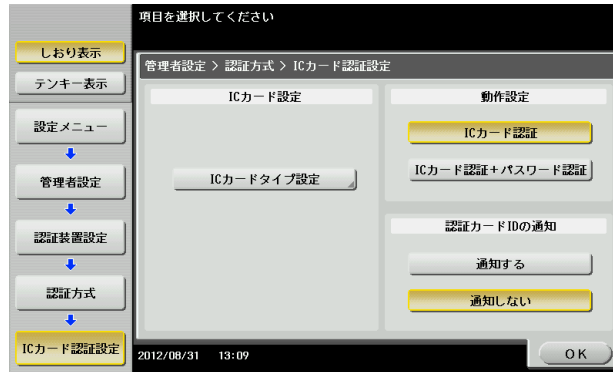 項目を選択してください
しおり表示
テンキー表示
設定メニュー
管理者設定
認証装置設定
認証方式
ICカード認証設定
管理者設定 > 認証方式 > ICカード認証設定
ICカード設定
ICカードタイプ設定
動作設定
ICカード認証
ICカード認証+パスワード認証
認証カードIDの通知
通知する
通知しない
2012/08/31 13:09
OK